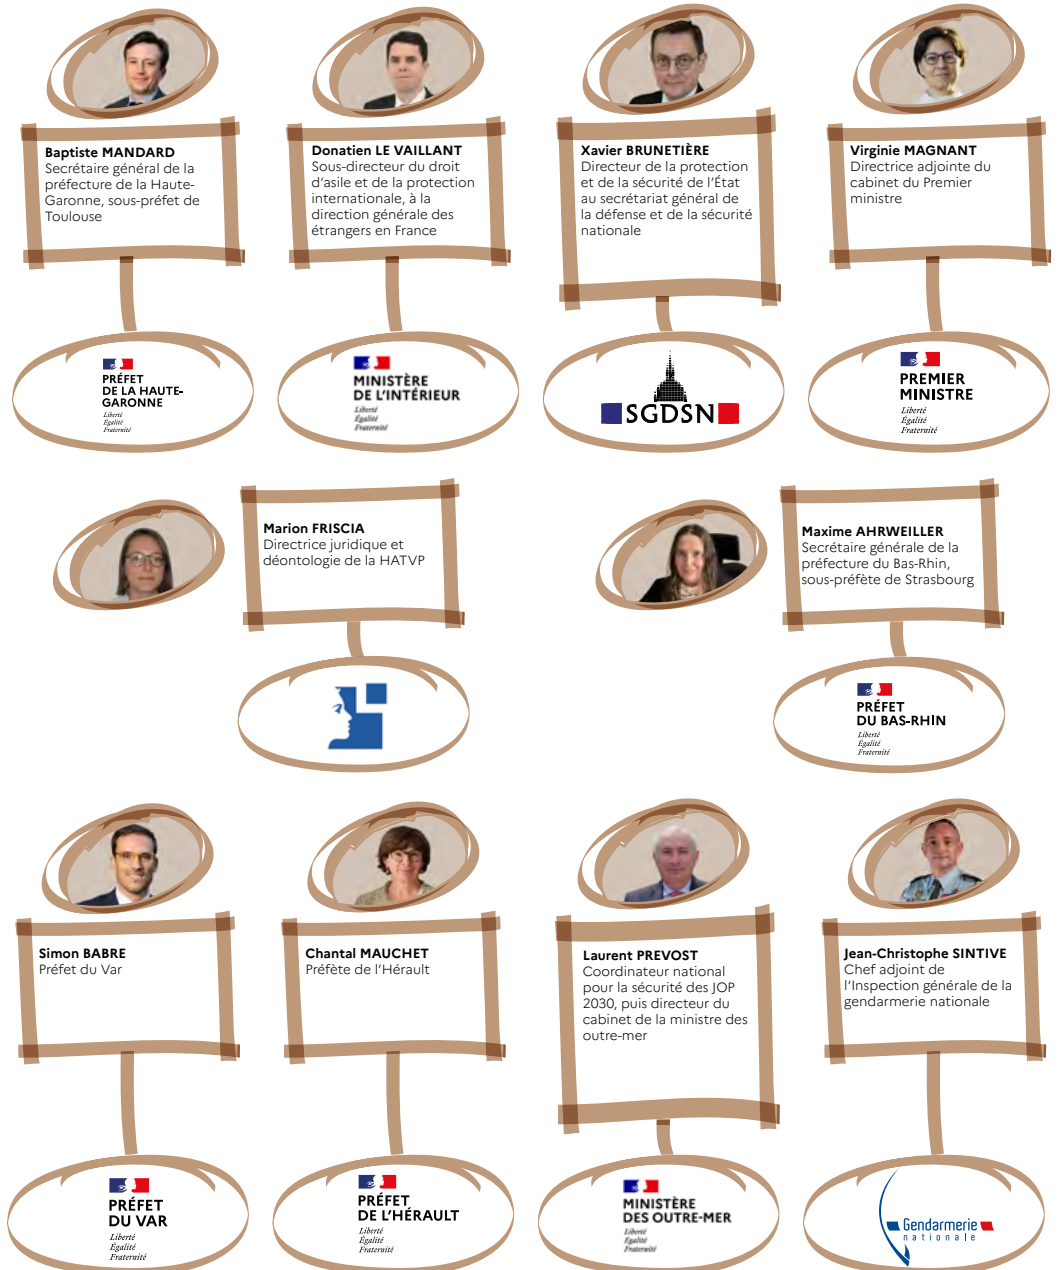 Baptiste MANDARD
Secrétaire général de la
préfecture de la Haute-
Garonne, sous-préfet de
Toulouse
PRÉFET
DE LA HAUTE-
GARONNE
Liberté
Égalité
Fraternité
Donatien LE VAILLANT
Sous-directeur du droit
d'asile et de la protection
internationale, à la
direction générale des
étrangers en France
MINISTÈRE
DE L'INTÉRIEUR
Liberté
Égalité
Fraternité
Xavier BRUNETIÈRE
Directeur de la protection
et de la sécurité de l'État
au secrétariat général de
la défense et de la sécurité
nationale
SGDSN
Virginie MAGNANT
Directrice adjointe du
cabinet du Premier
ministre
PREMIER
MINISTRE
Liberté
Égalité
Fraternité
Marion FRISCIA
Directrice juridique et
déontologie de la HATVP
Maxime AHRWEILLER
Secrétaire générale de la
préfecture du Bas-Rhin,
sous-préfète de Strasbourg
PRÉFET
DU BAS-RHIN
Liberté
Égalité
Fraternité
Simon BABRE
Préfet du Var
PRÉFET
DU VAR
Liberté
Égalité
Fraternité
Chantal MAUCHET
Préfète de l'Hérault
PRÉFET
DE L'HÉRAULT
Liberté
Égalité
Fraternité
Laurent PREVOST
Coordinateur national
pour la sécurité des JOP
2030, puis directeur du
cabinet de la ministre des
outre-mer
MINISTÈRE
DES OUTRE-MER
Liberté
Égalité
Fraternité
Jean-Christophe SINTIVE
Chef adjoint de
l'Inspection générale de la
gendarmerie nationale
Gendarmerie
nationale